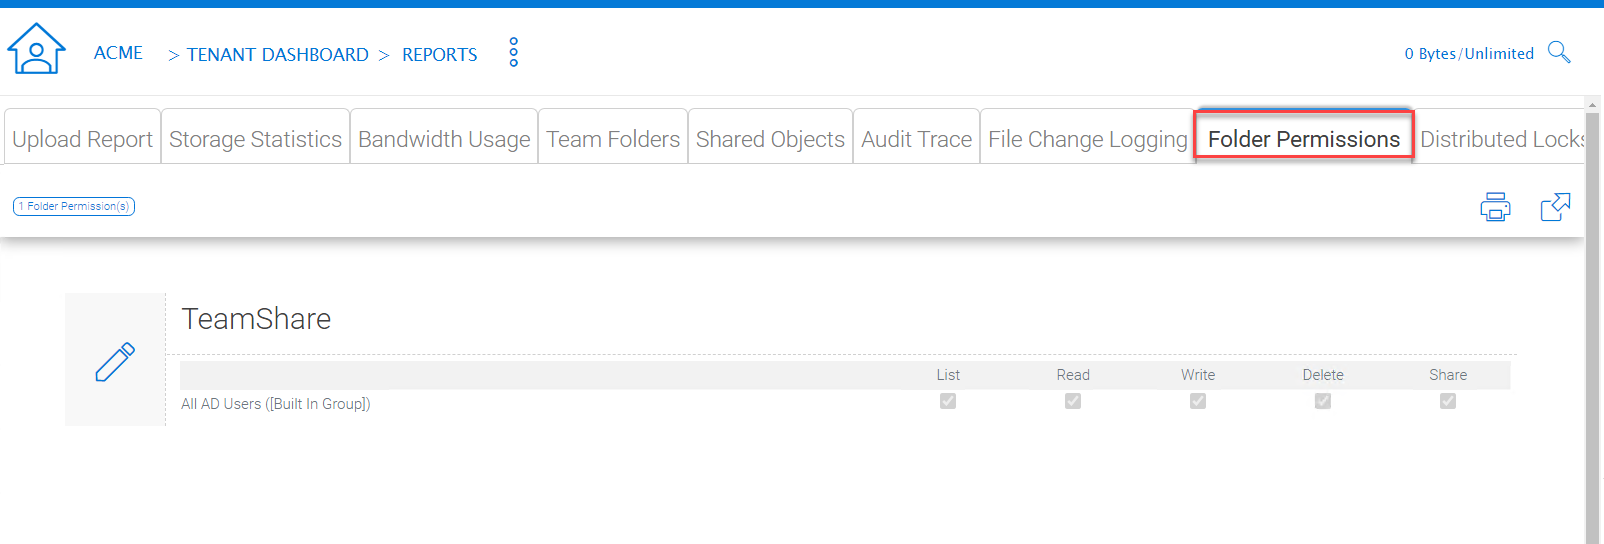 ACME > TENANT DASHBOARD > REPORTS
0 Bytes/Unlimited
Upload Report Storage Statistics Bandwidth Usage Team Folders Shared Objects Audit Trace File Change Logging Folder Permissions Distributed Locks
1 Folder Permission(s)
TeamShare
List Read Write Delete Share
All AD Users ([Built In Group])